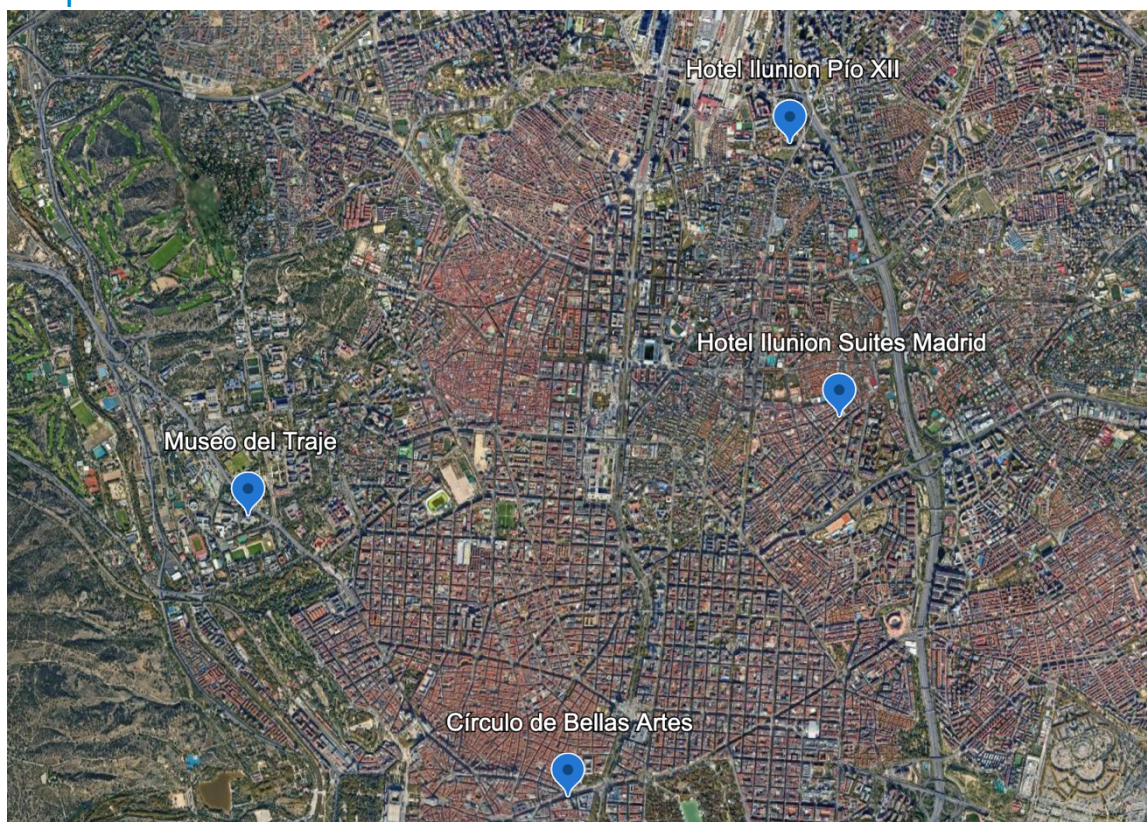 Hotel Ilunion Pío XII
Hotel Ilunion Suites Madrid
Museo del Traje
Círculo de Bellas Artes